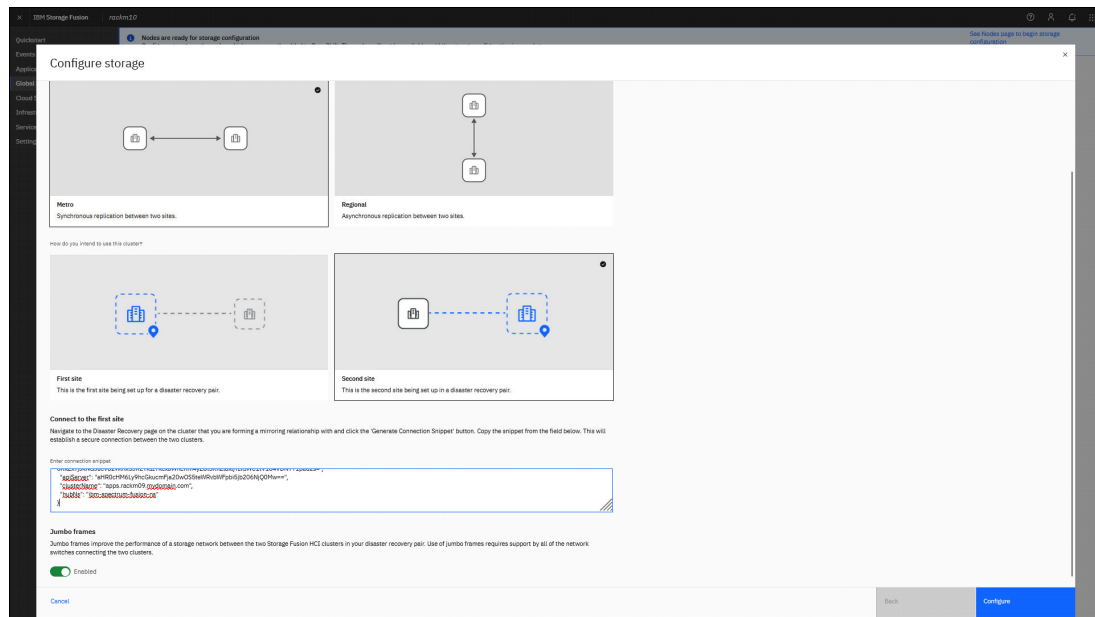 IBM Storage Fusion
rackm10
Quickstart
Nodes are ready for storage configuration
See Nodes page to begin storage
configuration
Events
Applica
Global
Cloud
Infrast
Service
Setting
Configure storage
Metro
Synchronous replication between two sites.
Regional
Asynchronous replication between two sites.
How do you intend to use this cluster?
First site
This is the first site being set up for a disaster recovery pair.
Second site
This is the second site being set up in a disaster recovery pair.
Connect to the first site
Navigate to the Disaster Recovery page on the cluster that you are forming a mirroring relationship with and click the 'Generate Connection Snippet' button. Copy the snippet from the field below. This will
establish a secure connection between the two clusters.
Enter connection snippet
"apiServer":
"clusterName": "apps.rackm09.mydomain.com",
"hubNs": "ibm-spectrum-fusion-ns"
}
Jumbo frames
Jumbo frames improve the performance of a storage network between the two Storage Fusion HCI clusters in your disaster recovery pair. Use of jumbo frames requires support by all of the network
switches connecting the two clusters.
Enabled
Cancel
Back
Configure